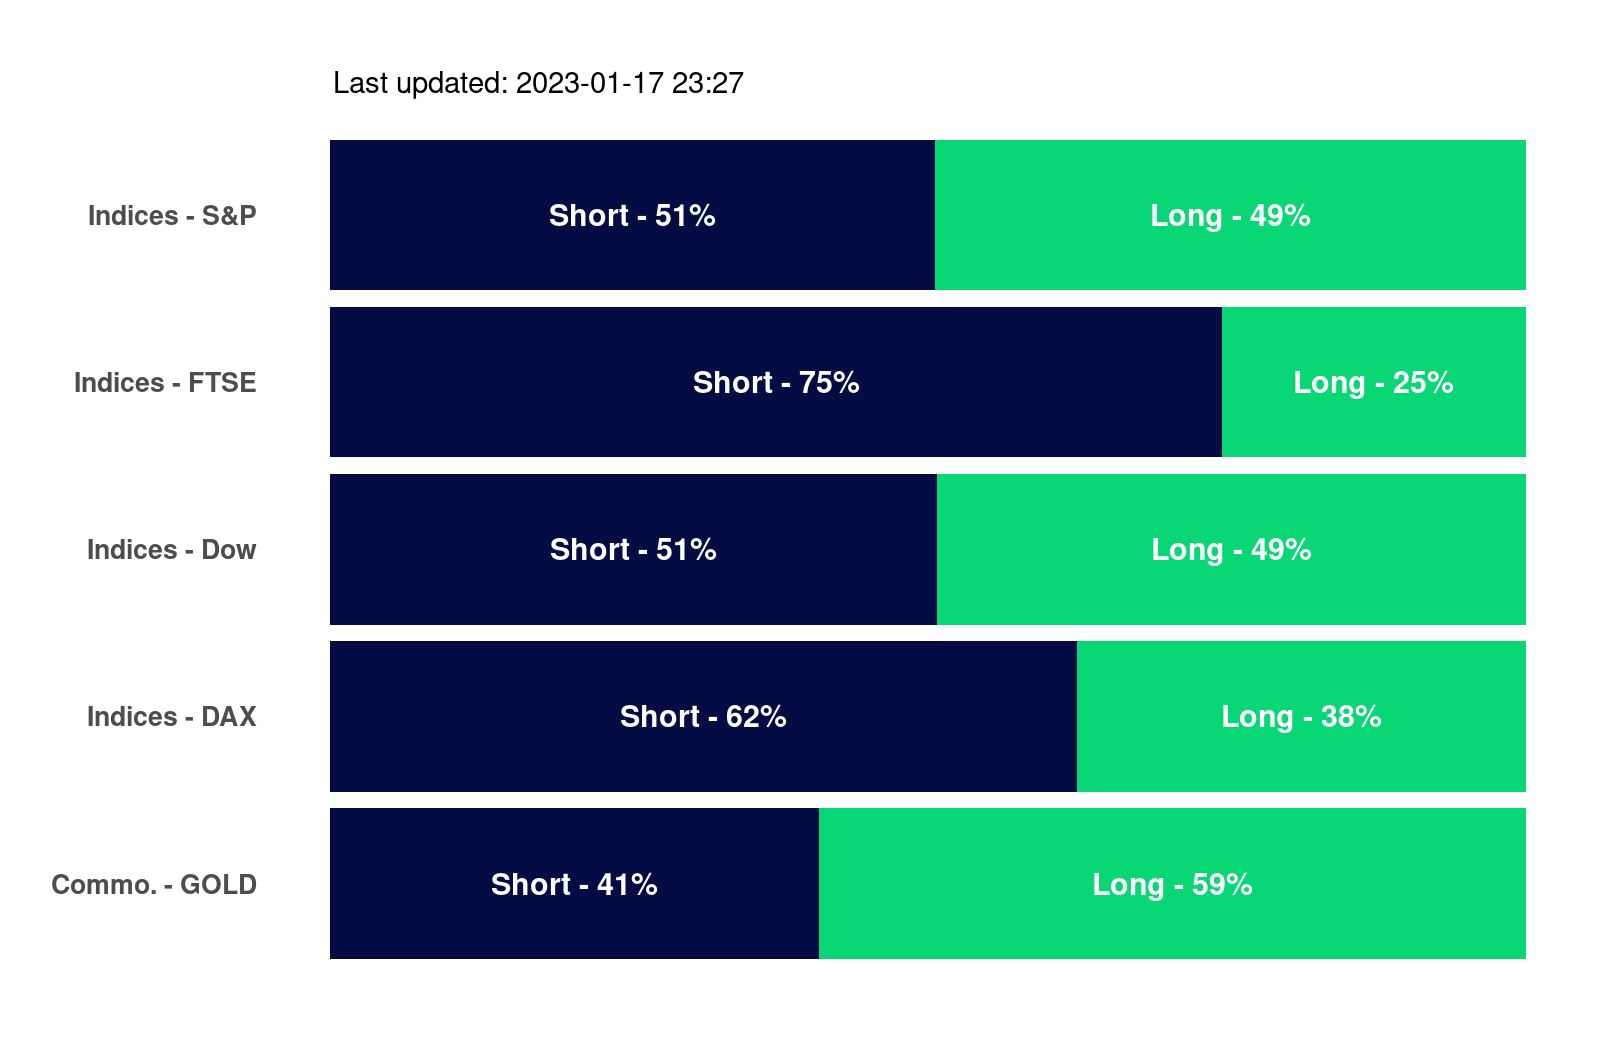 Last updated: 2023-01-17 23:27
Indices - S&P Short - 51% Long - 49%
Indices - FTSE Short - 75% Long - 25%
Indices - Dow Short - 51% Long - 49%
Indices - DAX Short - 62% Long - 38%
Commo. - GOLD Short - 41% Long - 59%